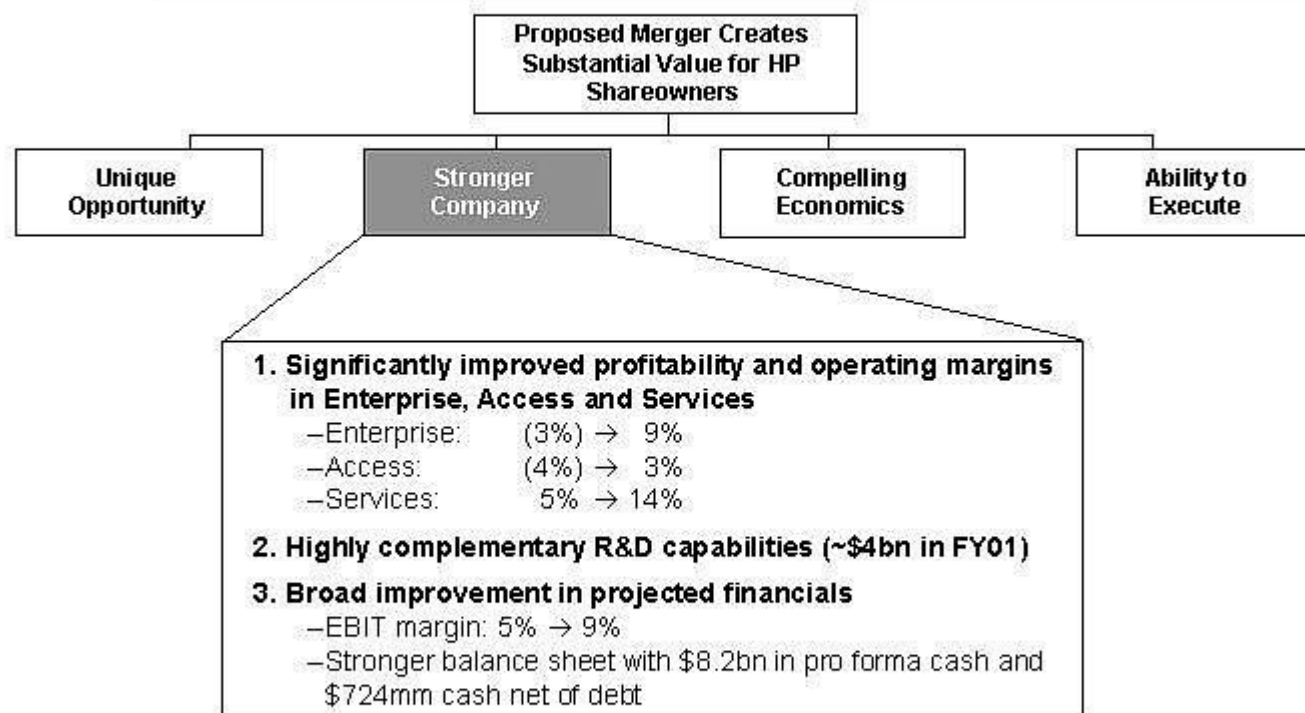 Proposed Merger Creates
Substantial Value for HP
Shareowners
Unique
Opportunity
Stronger
Company
Compelling
Economics
Ability to
Execute
1. Significantly improved profitability and operating margins
in Enterprise, Access and Services
–Enterprise: (3%) → 9%
–Access: (4%) → 3%
–Services: 5% → 14%
2. Highly complementary R&D capabilities (~$4bn in FY01)
3. Broad improvement in projected financials
–EBIT margin: 5% → 9%
–Stronger balance sheet with $8.2bn in pro forma cash and
$724mm cash net of debt